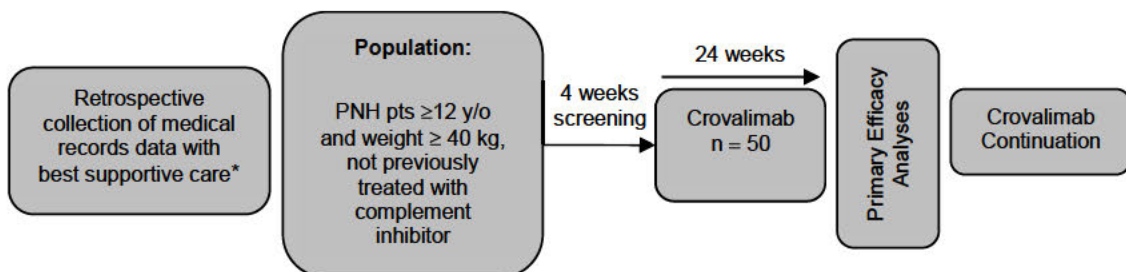 Retrospective
collection of medical
records data with
best supportive care*
Population:
PNH pts ≥12 y/o
and weight ≥ 40 kg,
not previously
treated with
complement
inhibitor
4 weeks
screening
24 weeks
Crovalimab
n = 50
Primary Efficacy
Analyses
Crovalimab
Continuation